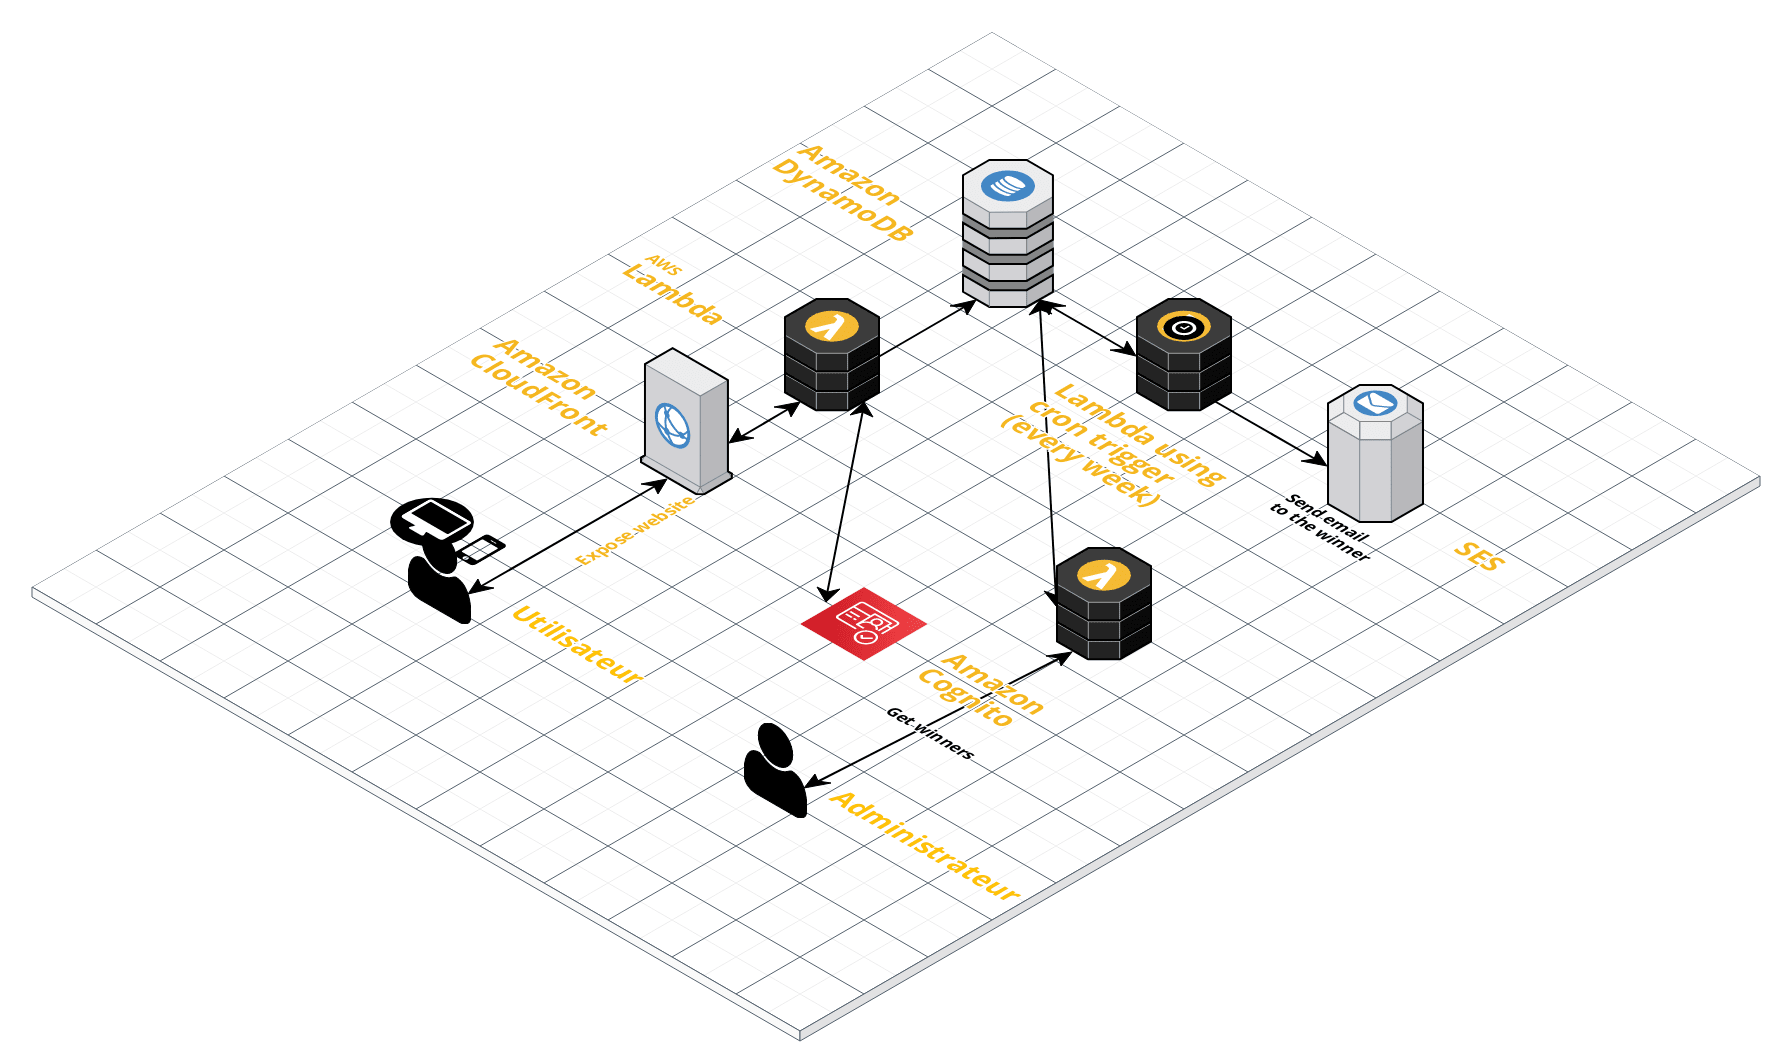 Amazon
DynamoDB
AWS
Lambda
Amazon
CloudFront
Expose website
Utilisateur
Lambda using
cron trigger
(every week)
Send email
to the winner
SES
Amazon
Cognito
Get winners
Administrateur